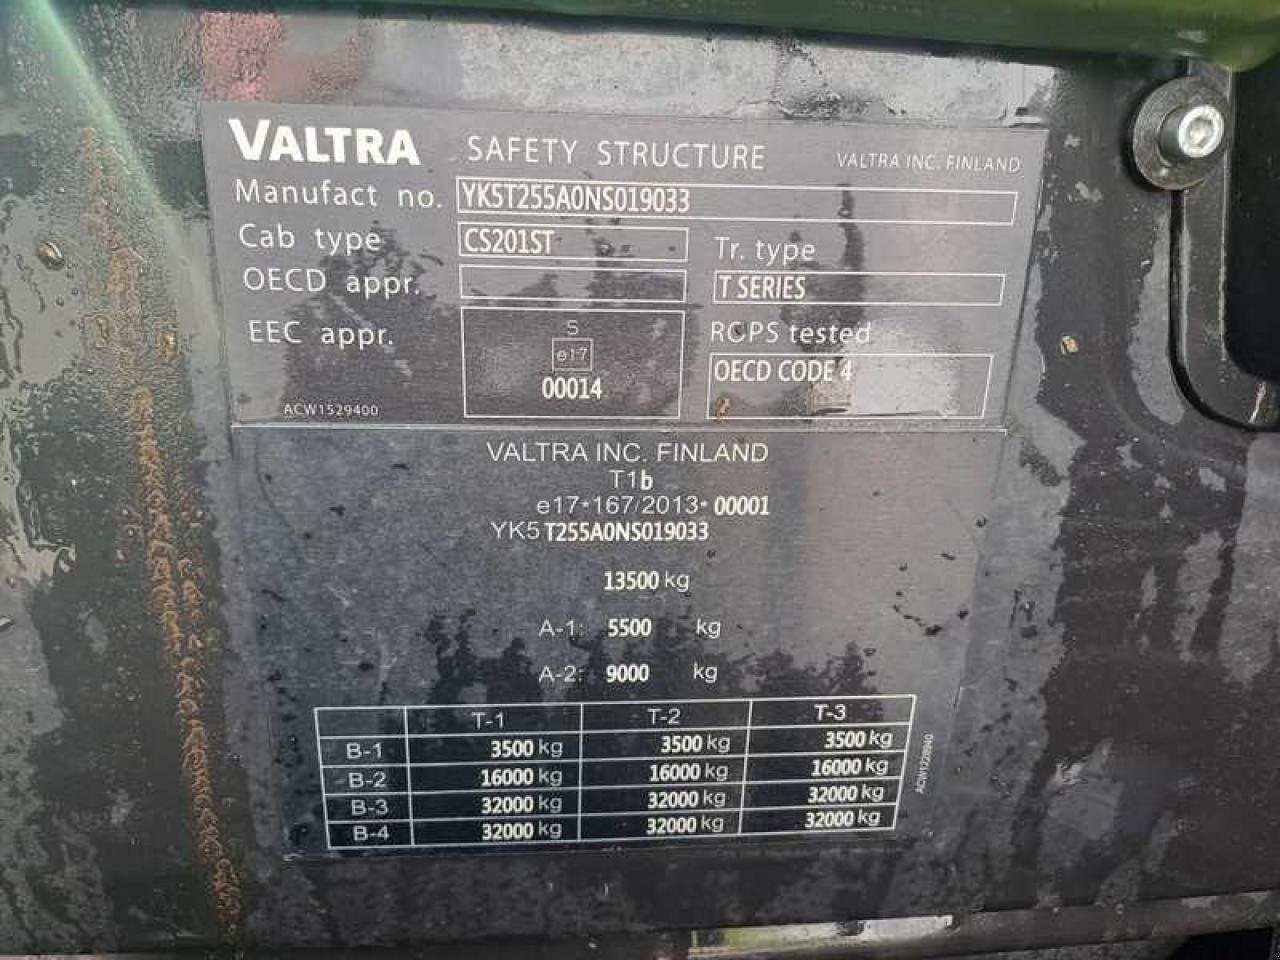 VALTRA SAFETY STRUCTURE VALTRA INC. FINLAND
Manufact no. YK5T255A0NS019033
Cab type CS201ST Tr. type
OECD appr. T SERIES
EEC appr. 5 ROPS tested
e17
00014 OECD CODE 4
ACW1529400
VALTRA INC. FINLAND
T1b
e17*167/2013*00001
YK5 T255A0NS019033
13500 kg
A-1: 5500 kg
A-2: 9000 kg
T-1 T-2 T-3
B-1 3500 kg 3500 kg 3500 kg
B-2 16000 kg 16000 kg 16000 kg
B-3 32000 kg 32000 kg 32000 kg
B-4 32000 kg 32000 kg 32000 kg